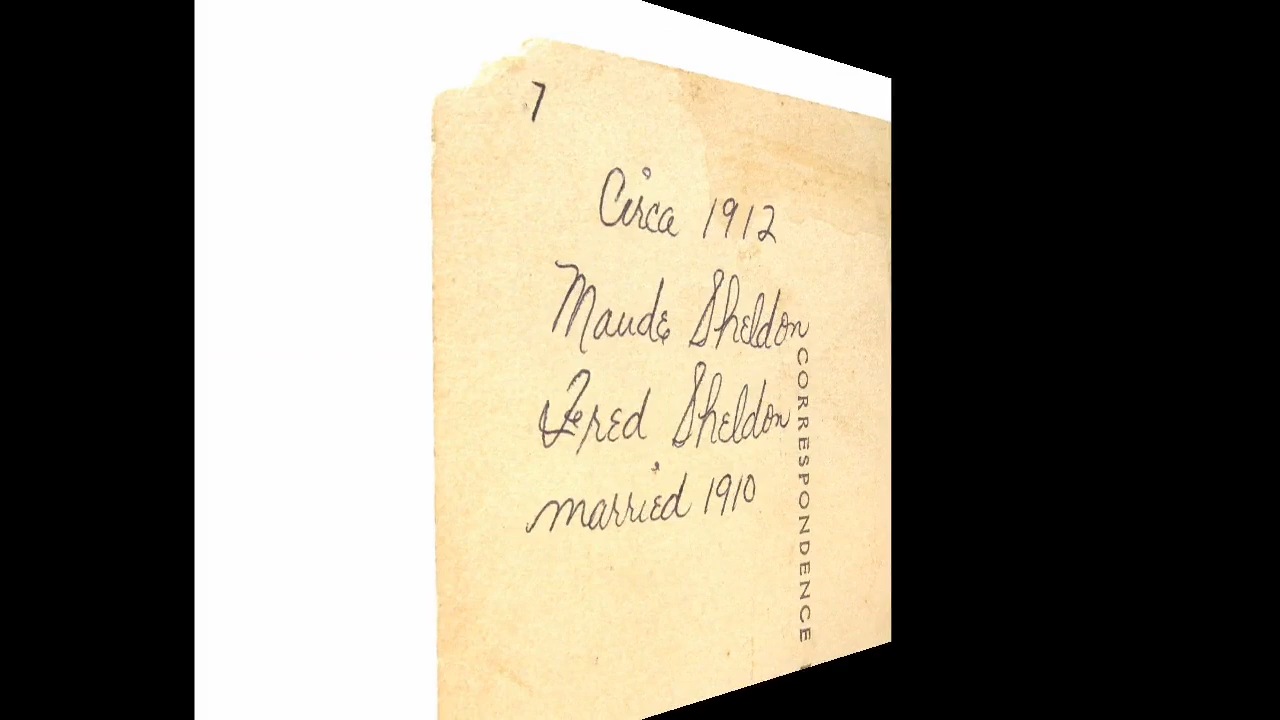 7
Circa 1912
Maude Sheldon
Fred Sheldon
married 1910
CORRESPONDENCE